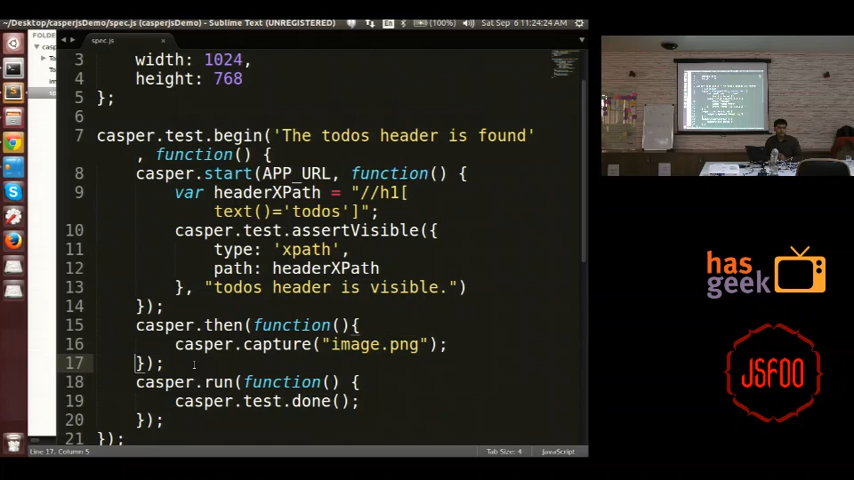 ~/Desktop/casperjsDemo/spec.js (casperjsDemo) - Sublime Text (UNREGISTERED)
En
(100%)
Sat Sep 6 11:24:24 AM
FOLDER
cas
spec.js
3 width: 1024,
4 height: 768
5 };
6
7 casper.test.begin('The todos header is found'
, function() {
8 casper.start(APP_URL, function() {
9 var headerXPath = "//h1[
text()='todos']";
10 casper.test.assertVisible({
11 type: 'xpath',
12 path: headerXPath
13 }, "todos header is visible.")
14 });
15 casper.then(function(){
16 casper.capture("image.png");
17 });
18 casper.run(function() {
19 casper.test.done();
20 });
21 });
Line 17, Column 5
Tab Size: 4
JavaScript
has
geek
JSFOO